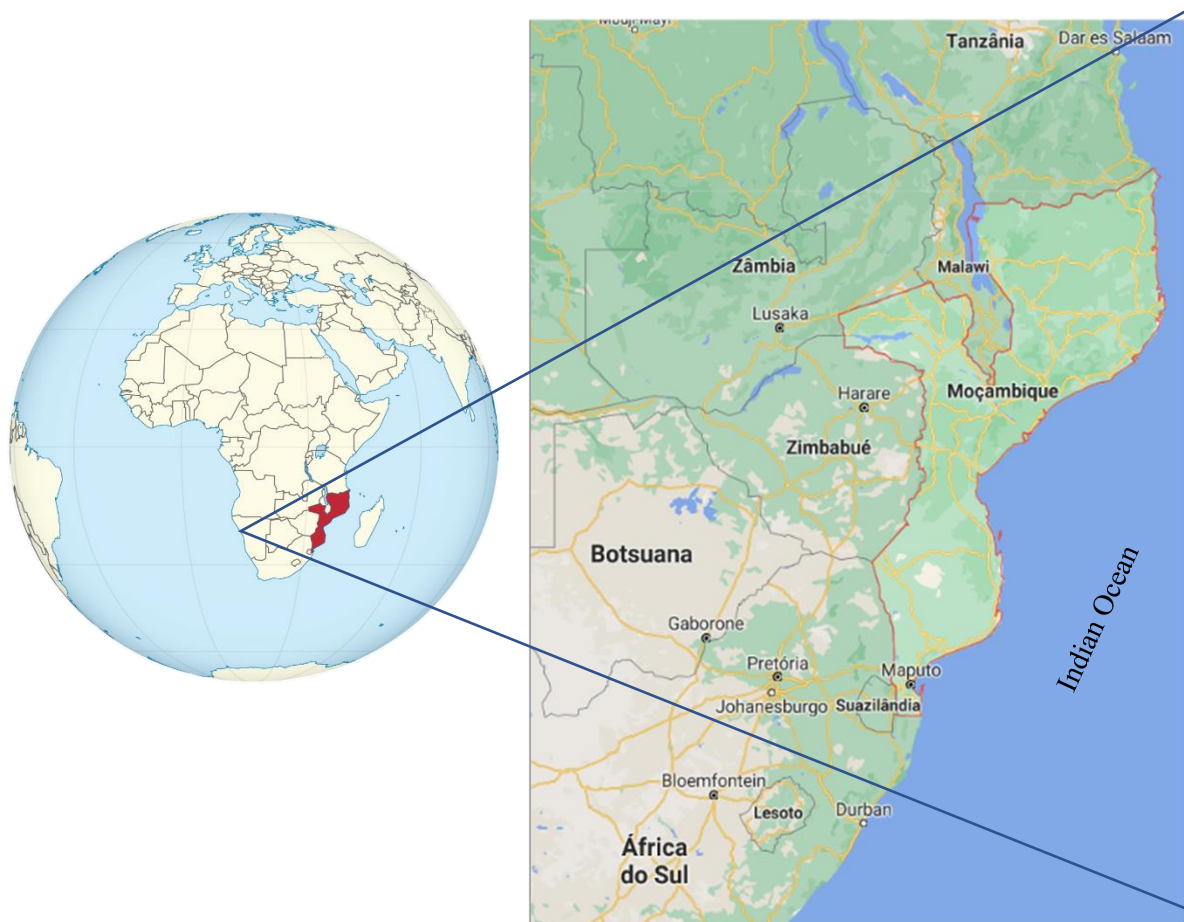 Tanzânia
Dar es Salaam
Zâmbia
Malawi
Lusaka
Moçambique
Harare
Zimbabué
Botsuana
Indian Ocean
Gaborone
Pretória
Maputo
Johanesburgo
Suazilândia
Bloemfontein
Lesoto
Durban
África
do Sul